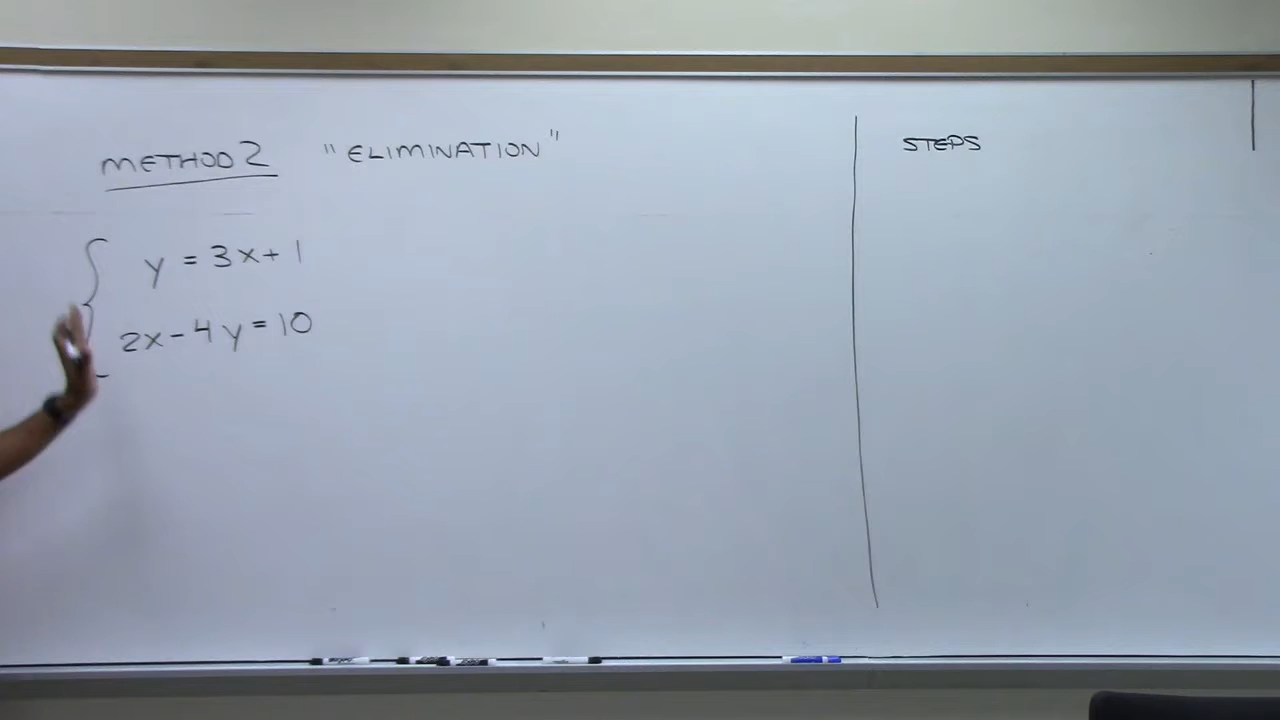 METHOD 2 "ELIMINATION"
y = 3x + 1
2x - 4y = 10
STEPS